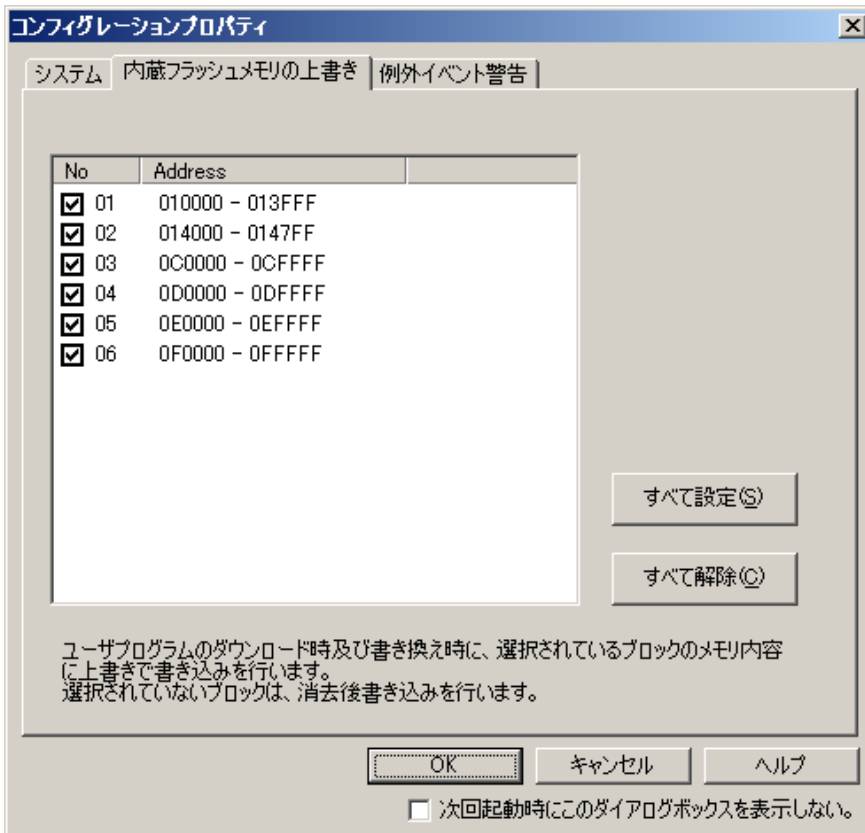 コンフィグレーションプロパティ
システム 内蔵フラッシュメモリの上書き 例外イベント警告
No Address
01 010000 - 013FFF
02 014000 - 0147FF
03 0C0000 - 0CFFFF
04 0D0000 - 0DFFFF
05 0E0000 - 0EFFFF
06 0F0000 - 0FFFFF
すべて設定(S)
すべて解除(C)
ユーザプログラムのダウンロード時及び書き換え時に、選択されているブロックのメモリ内容
に上書きで書き込みを行います。
選択されていないブロックは、消去後書き込みを行います。
OK キャンセル ヘルプ
次回起動時にこのダイアログボックスを表示しない。